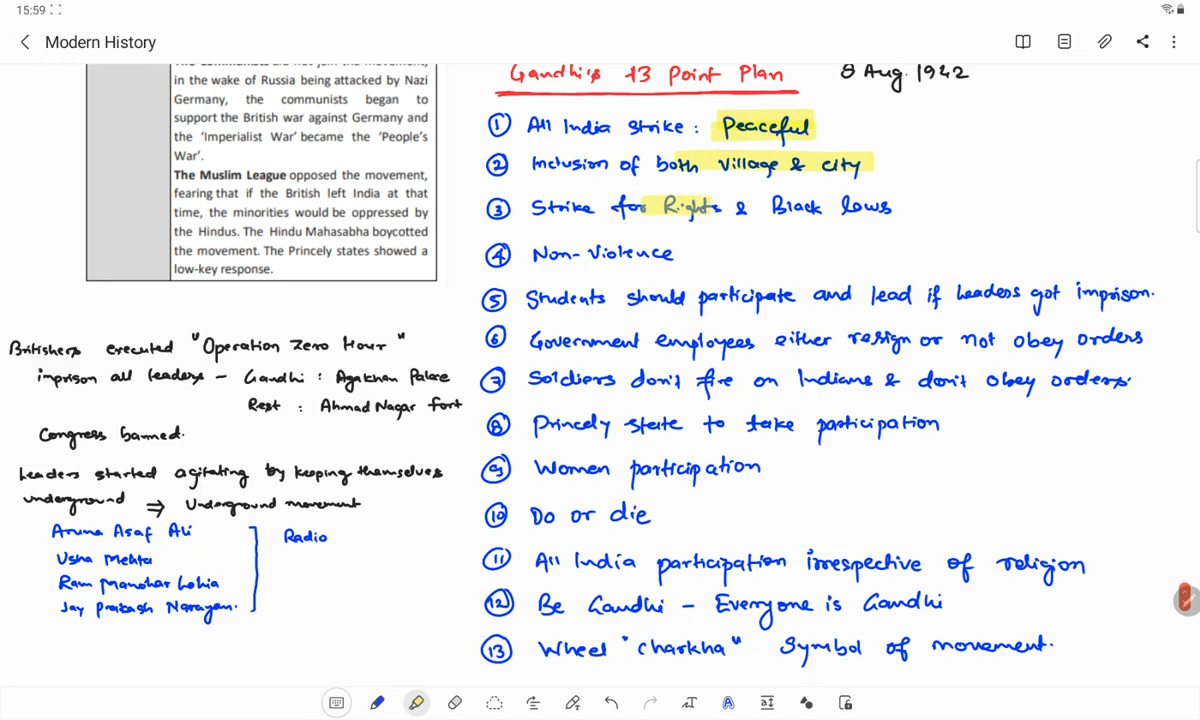 15:59
Modern History
in the wake of Russia being attacked by Nazi
Germany, the communists began to
support the British war against Germany and
the 'Imperialist War' became the 'People's
War'.
The Muslim League opposed the movement,
fearing that if the British left India at that
time, the minorities would be oppressed by
the Hindus. The Hindu Mahasabha boycotted
the movement. The Princely states showed a
low-key response.
Britishers executed "Operation Zero Hour"
imprison all leaders - Gandhi : Agakhan Palace
Rest : Ahmad Nagar fort
Congress banned.
Leaders started agitating by keeping themselves
underground ⇒ Underground movement
Aruna Asaf Ali
Usha Mehta
Ram Manohar Lohia
Jay Prakash Narayan.
Radio
Gandhi's 13 Point Plan 8 Aug. 1942
① All India Strike : Peaceful
② Inclusion of both village & city
③ Strike for Rights & Black laws
④ Non-Violence
⑤ Students should participate and lead if leaders got imprison.
⑥ Government employees either resign or not obey orders
⑦ Soldiers don't fire on Indians & don't obey orders.
⑧ Princely state to take participation
⑨ Women participation
⑩ Do or die
⑪ All India participation irrespective of religion
⑫ Be Gandhi - Everyone is Gandhi
⑬ Wheel "Charkha" Symbol of movement.